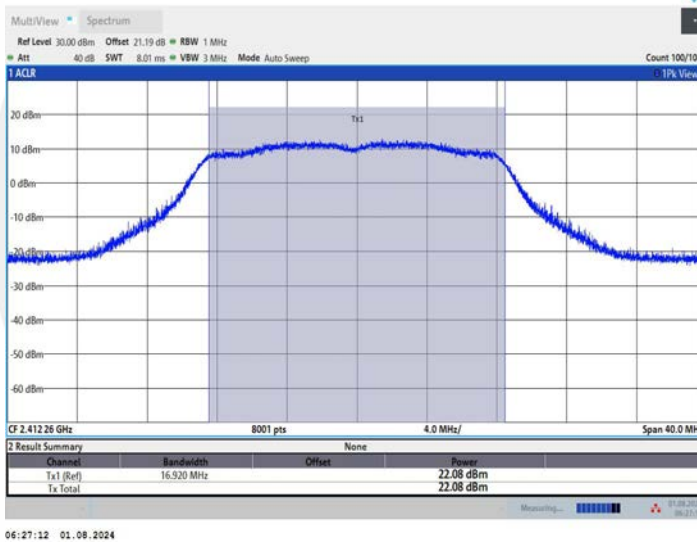 MultiView Spectrum
Ref Level 30.00 dBm Offset 21.19 dB RBW 1 MHz
Att 40 dB SWT 8.01 ms VBW 3 MHz Mode Auto Sweep Count 100/10
1 ACLR 1Pk View
Tx1
20 dBm
10 dBm
0 dBm
-10 dBm
-20 dBm
-30 dBm
-40 dBm
-50 dBm
-60 dBm
CF 2.412 26 GHz 8001 pts 4.0 MHz/ Span 40.0 MH
2 Result Summary None
Channel Bandwidth Offset Power
Tx1 (Ref) 16.920 MHz 22.08 dBm
Tx Total 22.08 dBm
Measuring...
06:27:12 01.08.2024